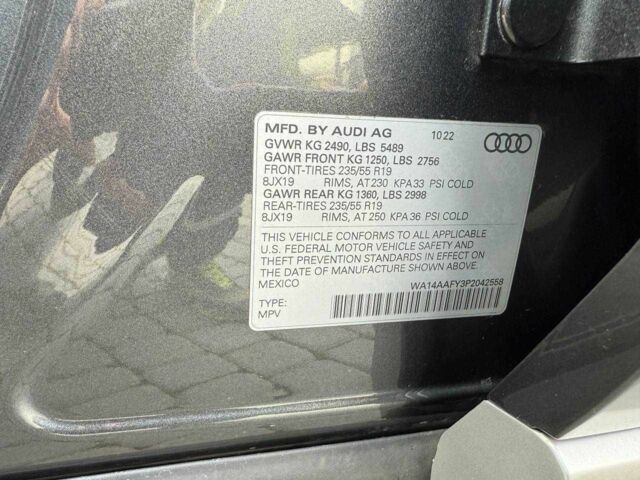 MFD. BY AUDI AG 10 22
GVWR KG 2490, LBS 5489
GAWR FRONT KG 1250, LBS 2756
FRONT-TIRES 235/55 R19
8JX19 RIMS, AT 230 KPA33 PSI COLD
GAWR REAR KG 1360, LBS 2998
REAR-TIRES 235/55 R19
8JX19 RIMS, AT 250 KPA36 PSI COLD
THIS VEHICLE CONFORMS TO ALL APPLICABLE
U.S. FEDERAL MOTOR VEHICLE SAFETY AND
THEFT PREVENTION STANDARDS IN EFFECT ON
THE DATE OF MANUFACTURE SHOWN ABOVE.
MEXICO
WA14AAFY3P2042558
TYPE:
MPV